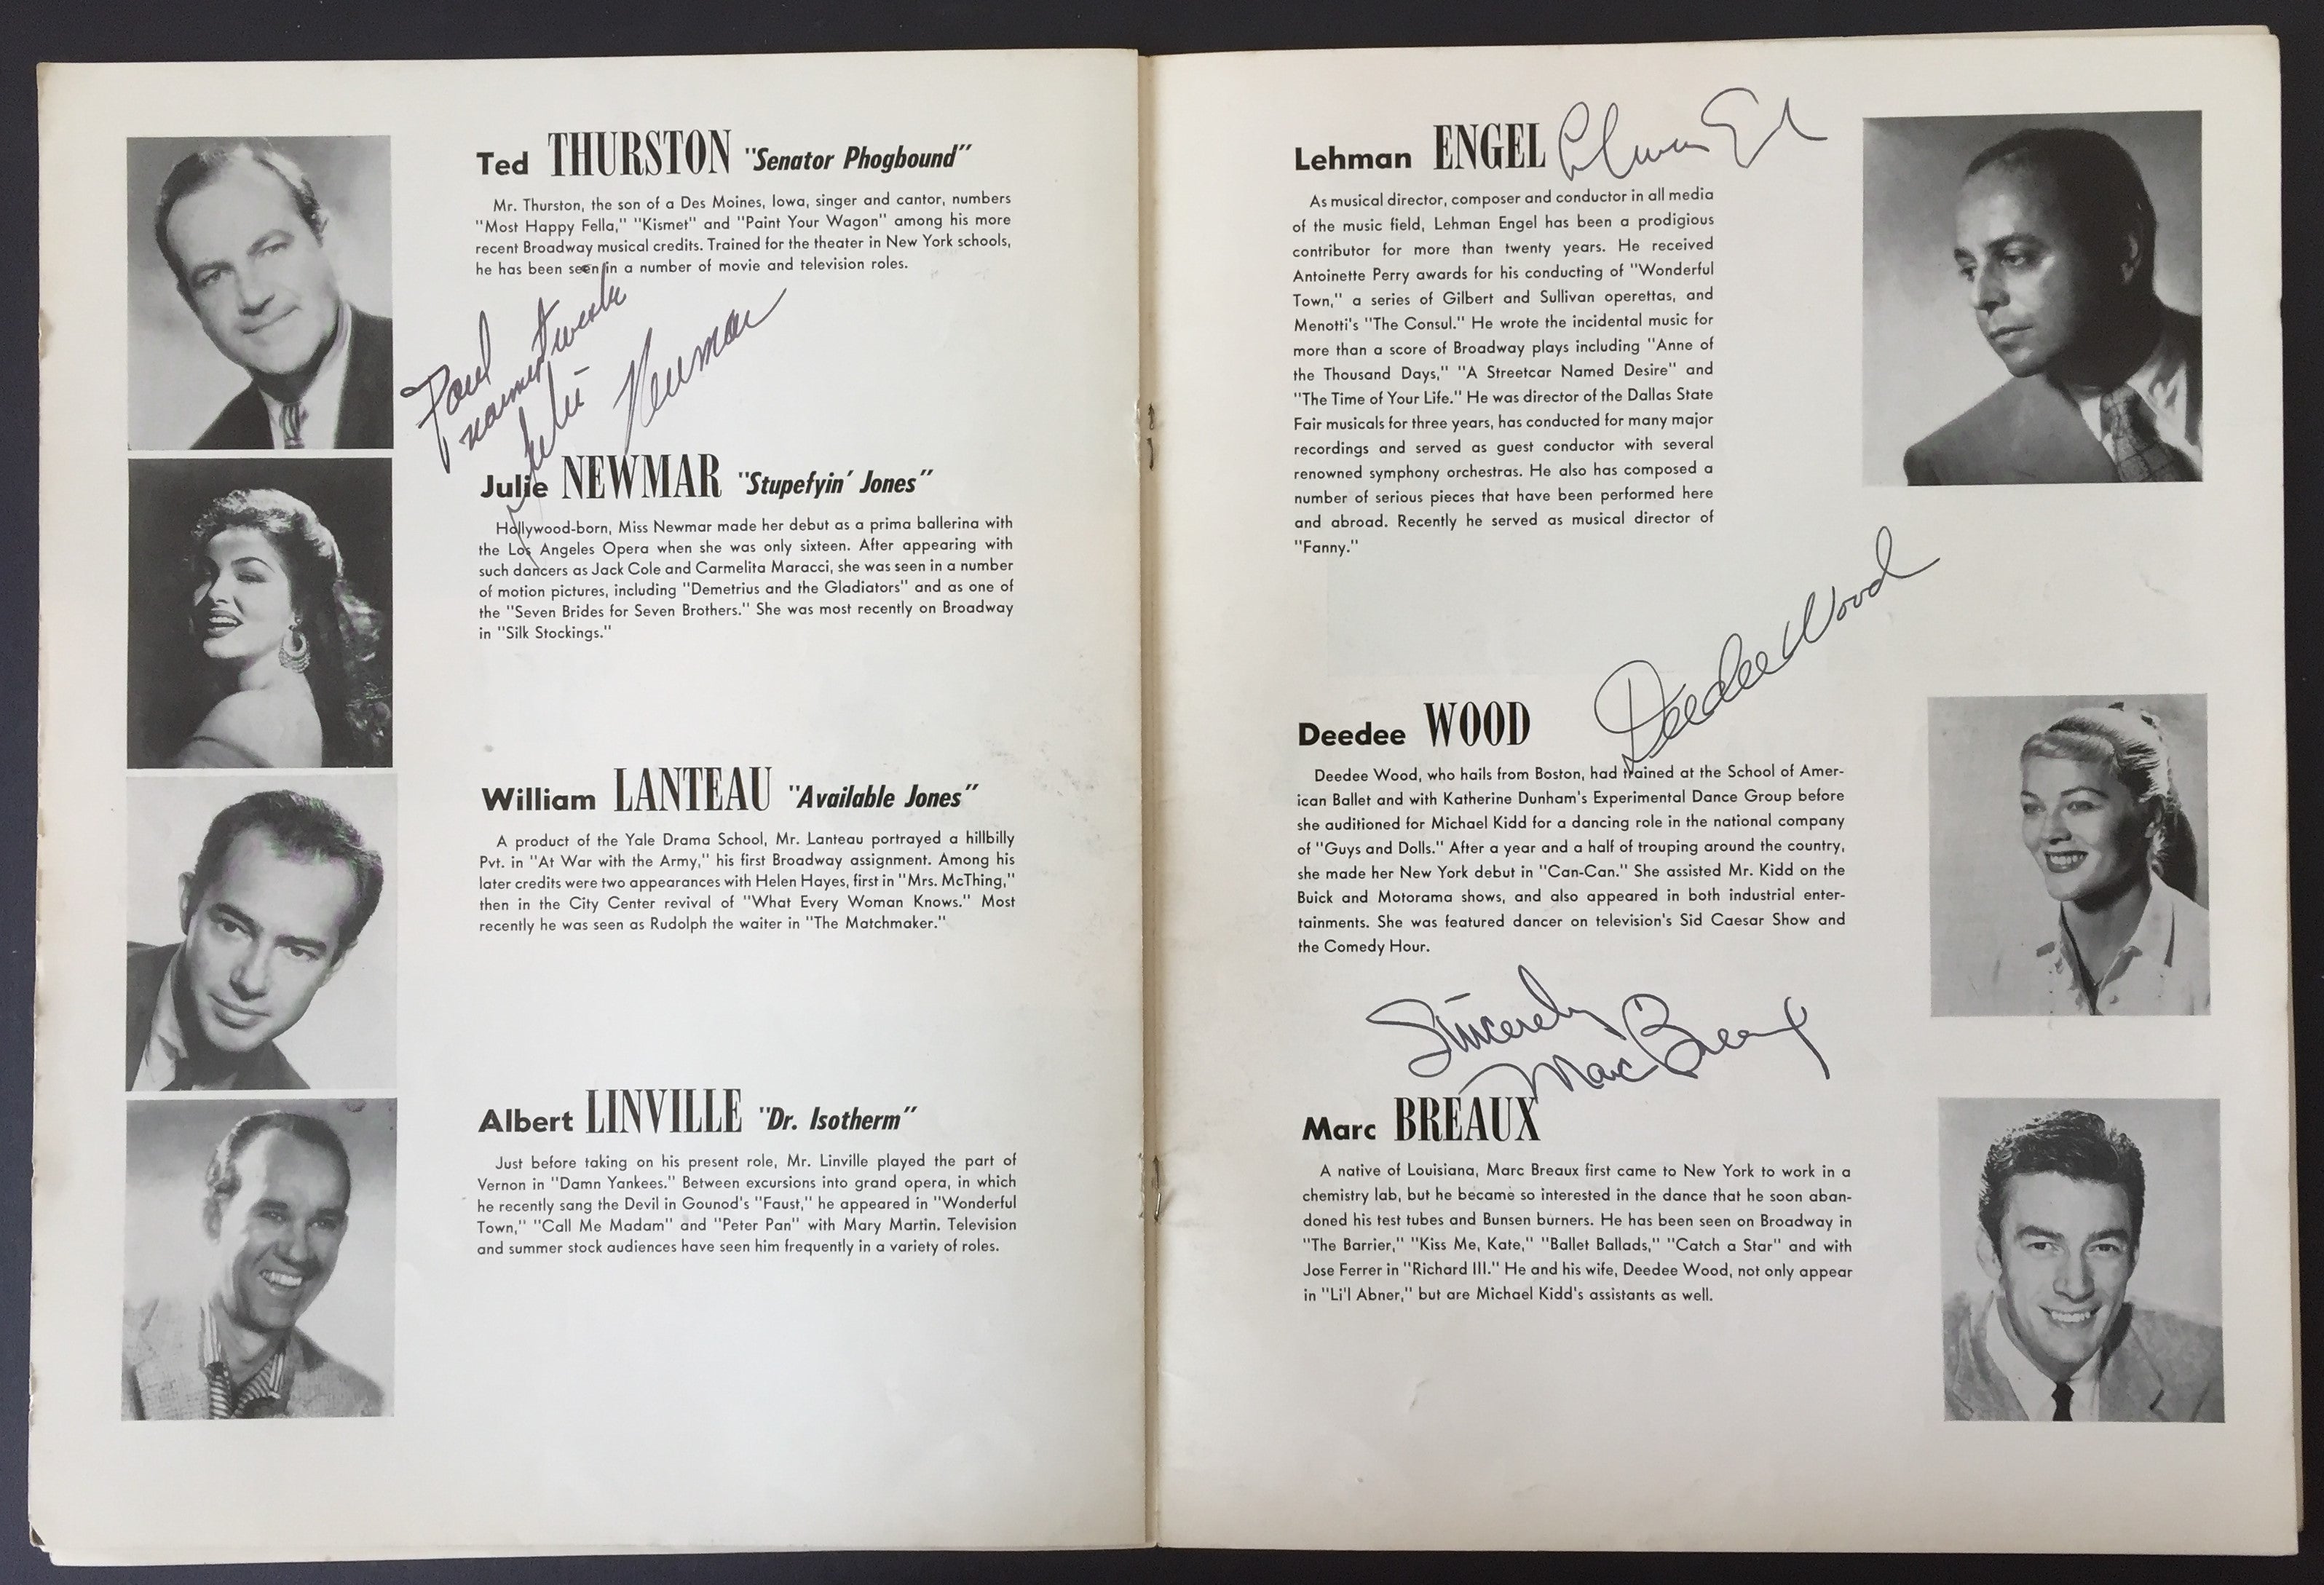 Ted THURSTON "Senator Phogbound"
Mr. Thurston, the son of a Des Moines, Iowa, singer and cantor, numbers
"Most Happy Fella," "Kismet" and "Paint Your Wagon" among his more
recent Broadway musical credits. Trained for the theater in New York schools,
he has been seen in a number of movie and television roles.
Paul
Julie Newmar
Julie NEWMAR "Stupefyin' Jones"
Hollywood-born, Miss Newmar made her debut as a prima ballerina with
the Los Angeles Opera when she was only sixteen. After appearing with
such dancers as Jack Cole and Carmelita Maracci, she was seen in a number
of motion pictures, including "Demetrius and the Gladiators" and as one of
the "Seven Brides for Seven Brothers." She was most recently on Broadway
in "Silk Stockings."
William LANTEAU "Available Jones"
A product of the Yale Drama School, Mr. Lanteau portrayed a hillbilly
Pvt. in "At War with the Army," his first Broadway assignment. Among his
later credits were two appearances with Helen Hayes, first in "Mrs. McThing,"
then in the City Center revival of "What Every Woman Knows." Most
recently he was seen as Rudolph the waiter in "The Matchmaker."
Albert LINVILLE "Dr. Isotherm"
Just before taking on his present role, Mr. Linville played the part of
Vernon in "Damn Yankees." Between excursions into grand opera, in which
he recently sang the Devil in Gounod's "Faust," he appeared in "Wonderful
Town," "Call Me Madam" and "Peter Pan" with Mary Martin. Television
and summer stock audiences have seen him frequently in a variety of roles.
Lehman ENGEL Lehman Engel
As musical director, composer and conductor in all media
of the music field, Lehman Engel has been a prodigious
contributor for more than twenty years. He received
Antoinette Perry awards for his conducting of "Wonderful
Town," a series of Gilbert and Sullivan operettas, and
Menotti's "The Consul." He wrote the incidental music for
more than a score of Broadway plays including "Anne of
the Thousand Days," "A Streetcar Named Desire" and
"The Time of Your Life." He was director of the Dallas State
Fair musicals for three years, has conducted for many major
recordings and served as guest conductor with several
renowned symphony orchestras. He also has composed a
number of serious pieces that have been performed here
and abroad. Recently he served as musical director of
"Fanny."
Deedee Wood
Deedee WOOD
Deedee Wood, who hails from Boston, had trained at the School of Amer-
ican Ballet and with Katherine Dunham's Experimental Dance Group before
she auditioned for Michael Kidd for a dancing role in the national company
of "Guys and Dolls." After a year and a half of trouping around the country,
she made her New York debut in "Can-Can." She assisted Mr. Kidd on the
Buick and Motorama shows, and also appeared in both industrial enter-
tainments. She was featured dancer on television's Sid Caesar Show and
the Comedy Hour.
Sincerely
Marc Breaux
Marc BREAUX
A native of Louisiana, Marc Breaux first came to New York to work in a
chemistry lab, but he became so interested in the dance that he soon aban-
doned his test tubes and Bunsen burners. He has been seen on Broadway in
"The Barrier," "Kiss Me, Kate," "Ballet Ballads," "Catch a Star" and with
Jose Ferrer in "Richard III." He and his wife, Deedee Wood, not only appear
in "Li'l Abner," but are Michael Kidd's assistants as well.